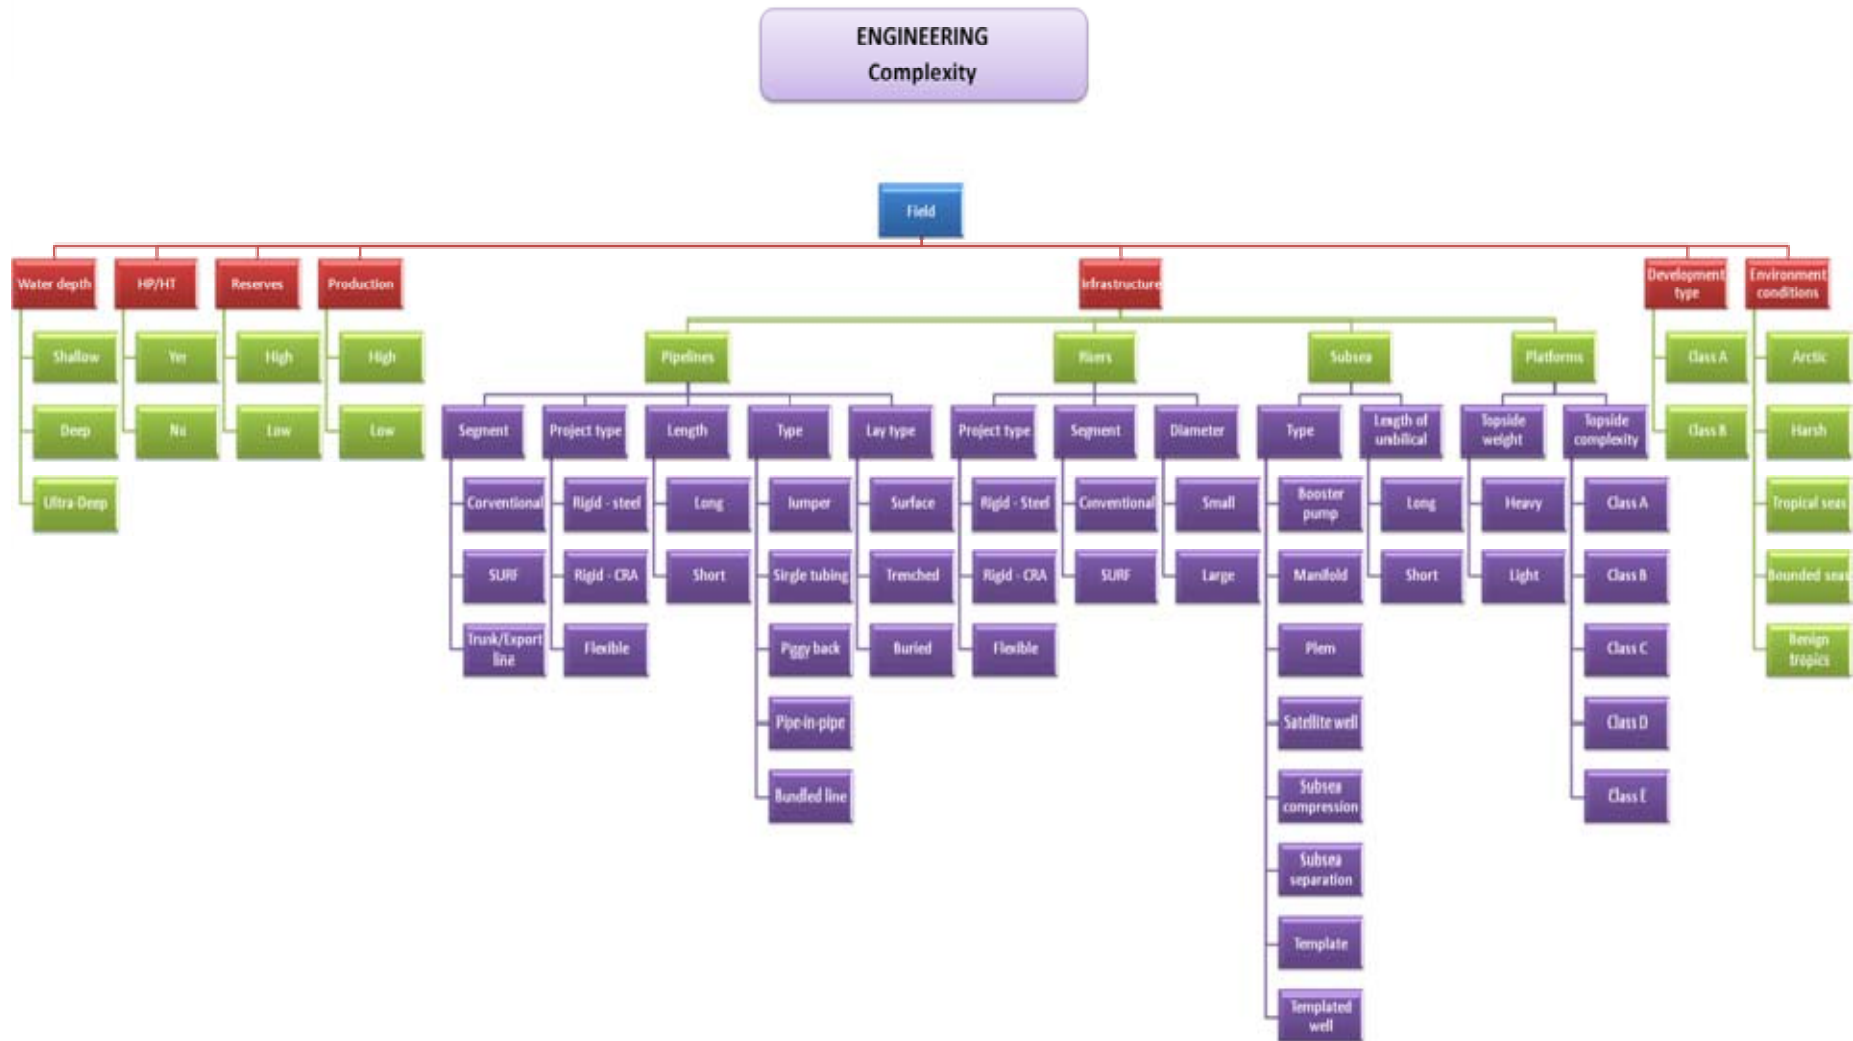 ENGINEERING
Complexity
Field
Water depth
HP/HT
Reserves
Production
Infrastructure
Development
type
Environment
conditions
Shallow
Yes
High
High
Pipelines
Risers
Subsea
Platforms
Class A
Arctic
Deep
No
Low
Low
Segment
Project type
Length
Type
Lay type
Project type
Segment
Diameter
Type
Length of
umbilical
Topside
weight
Topside
complexity
Class B
Harsh
Ultra-Deep
Conventional
Rigid - steel
Long
Jumper
Surface
Rigid - Steel
Conventional
Small
Booster
pump
Long
Heavy
Class A
Tropical seas
SURF
Rigid - CRA
Short
Single tubing
Trenched
Rigid - CRA
SURF
Large
Manifold
Short
Light
Class B
Bounded seas
Trunk/Export
line
Flexible
Piggy back
Buried
Flexible
Plem
Class C
Benign
tropics
Pipe-in-pipe
Satellite well
Class D
Bundled line
Subsea
compression
Class E
Subsea
separation
Template
Templated
well